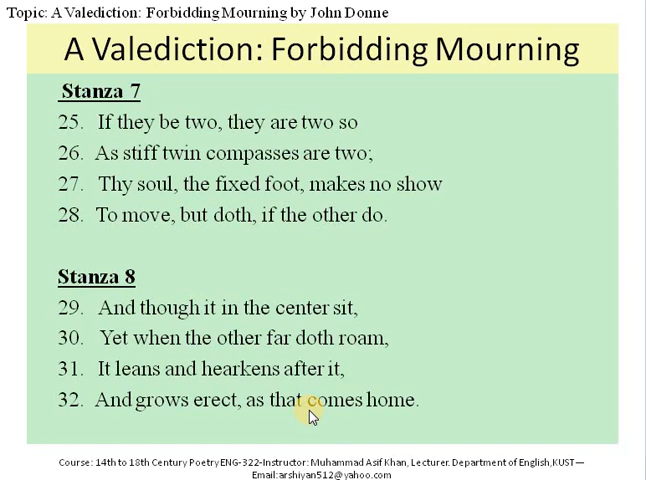 Topic: A Valediction: Forbidding Mourning by John Donne
A Valediction: Forbidding Mourning
Stanza 7
25. If they be two, they are two so
26. As stiff twin compasses are two;
27. Thy soul, the fixed foot, makes no show
28. To move, but doth, if the other do.
Stanza 8
29. And though it in the center sit,
30. Yet when the other far doth roam,
31. It leans and hearkens after it,
32. And grows erect, as that comes home.
Course: 14th to 18th Century Poetry ENG-322-Instructor: Muhammad Asif Khan, Lecturer. Department of English,KUST—
Email:arshiyan512@yahoo.com